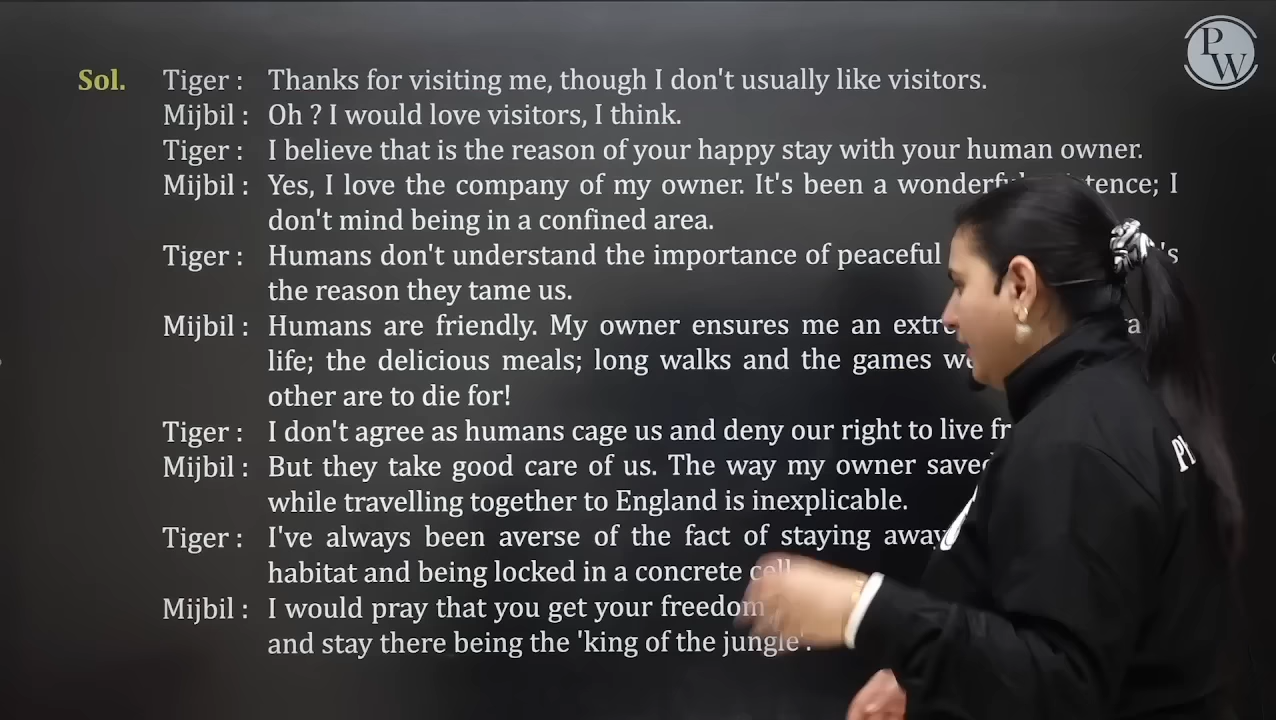 PW
Sol. Tiger : Thanks for visiting me, though I don't usually like visitors.
Mijbil : Oh ? I would love visitors, I think.
Tiger : I believe that is the reason of your happy stay with your human owner.
Mijbil : Yes, I love the company of my owner. It's been a I
don't mind being in a confined area.
Tiger : Humans don't understand the importance of peaceful
the reason they tame us.
Mijbil : Humans are friendly. My owner ensures me an
life; the delicious meals; long walks and the games
other are to die for!
Tiger : I don't agree as humans cage us and deny our right to live
Mijbil : But they take good care of us. The way my owner
while travelling together to England is inexplicable.
Tiger : I've always been averse of the fact of staying
habitat and being locked in a concrete
Mijbil : I would pray that you get your freedom
and stay there being the 'king of the jungle'.